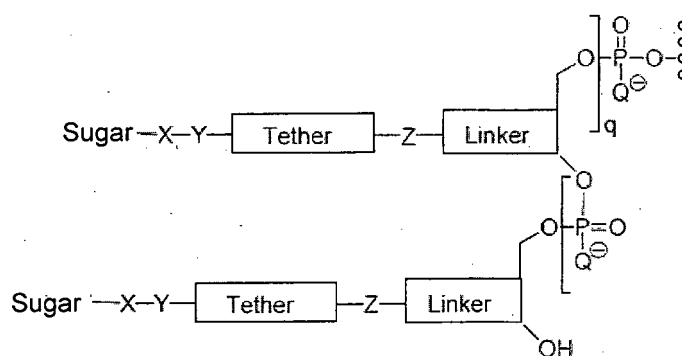 O
O–P–O
Q⊖
q
Sugar–X–Y–Tether–Z–Linker
O
O–P=O
Q⊖
Sugar–X–Y–Tether–Z–Linker
OH